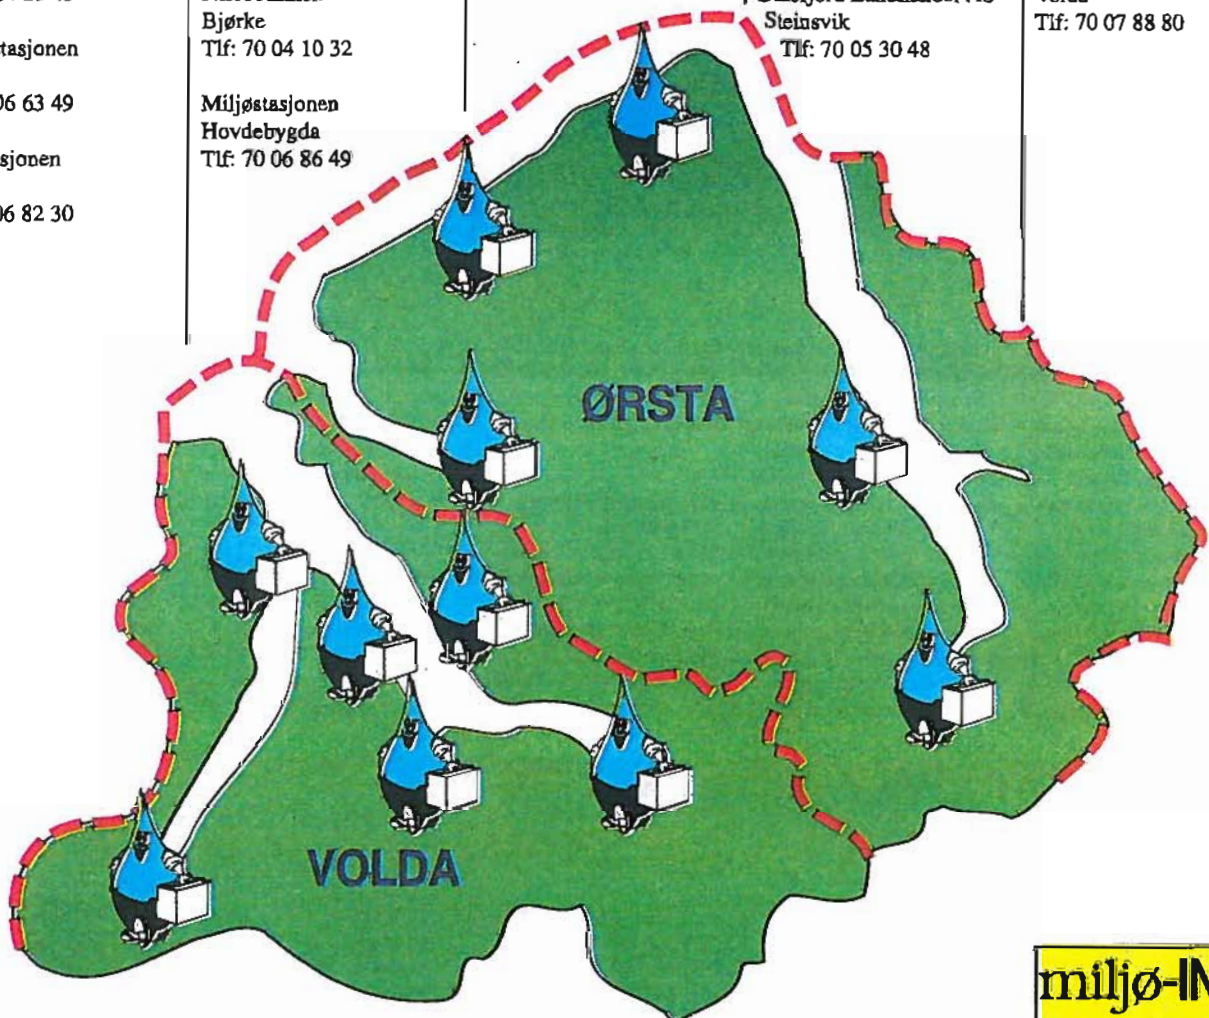 tasjonen
06 63 49
sjonen
06 82 30
Bjørke
Tlf: 70 04 10 32
Miljøstasjonen
Hovdebygda
Tlf: 70 06 86 49
Steinsvik
Tlf: 70 05 30 48
Tlf: 70 07 88 80
ØRSTA
VOLDA
miljø-IN